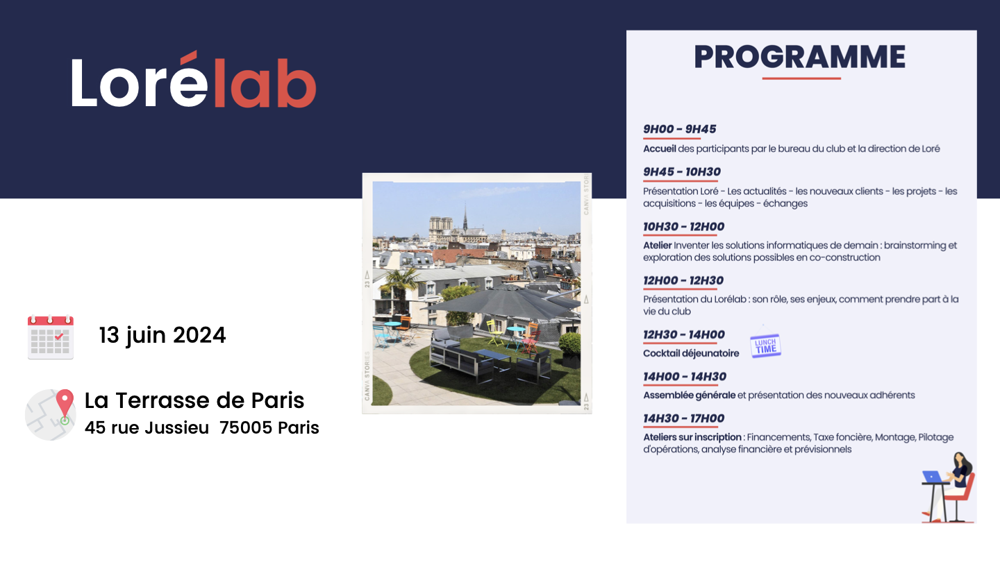 Lorélab
13 juin 2024
La Terrasse de Paris
45 rue Jussieu 75005 Paris
CANVA STORIES
23
CANVA STOR
23
PROGRAMME
9H00 - 9H45
Accueil des participants par le bureau du club et la direction de Loré
9H45 - 10H30
Présentation Loré - Les actualités - les nouveaux clients - les projets - les
acquisitions - les équipes - échanges
10H30 - 12H00
Atelier Inventer les solutions informatiques de demain : brainstorming et
exploration des solutions possibles en co-construction
12H00 - 12H30
Présentation du Lorélab : son rôle, ses enjeux, comment prendre part à la
vie du club
12H30 - 14H00
LUNCH
TIME
Cocktail déjeunatoire
14H00 - 14H30
Assemblée générale et présentation des nouveaux adhérents
14H30 - 17H00
Ateliers sur inscription : Financements, Taxe foncière, Montage, Pilotage
d'opérations, analyse financière et prévisionnels